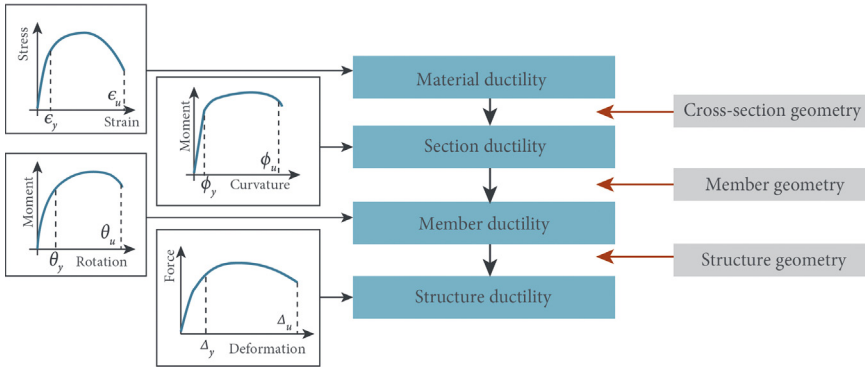 Stress
ϵy
ϵu
Strain
Moment
ϕy
ϕu
Curvature
Moment
θy
θu
Rotation
Force
Δy
Δu
Deformation
Material ductility
Section ductility
Member ductility
Structure ductility
Cross-section geometry
Member geometry
Structure geometry